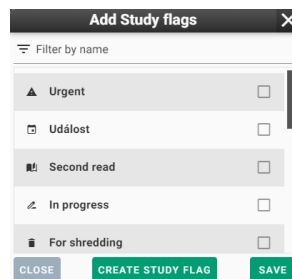 Add Study flags
Filter by name
Urgent
Událost
Second read
In progress
For shredding
CLOSE
CREATE STUDY FLAG
SAVE